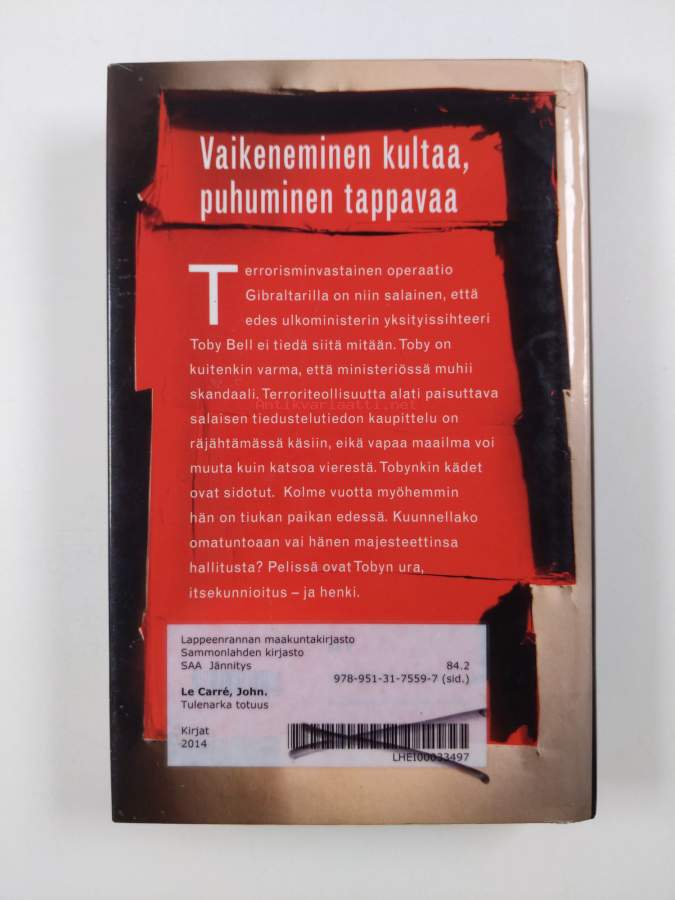 Vaikeneminen kultaa,
puhuminen tappavaa
Terrorisminvastainen operaatio
Gibraltarilla on niin salainen, että
edes ulkoministerin yksityissihteeri
Toby Bell ei tiedä siitä mitään. Toby on
kuitenkin varma, että ministeriössä muhii
skandaali. Terroriteollisuutta alati paisuttava
Antikvariaatti.net
salaisen tiedustelutiedon kaupittelu on
räjähtämässä käsiin, eikä vapaa maailma voi
muuta kuin katsoa vierestä. Tobynkin kädet
ovat sidotut. Kolme vuotta myöhemmin
hän on tiukan paikan edessä. Kuunnellako
omatuntoaan vai hänen majesteettinsa
hallitusta? Pelissä ovat Tobyn ura,
itsekunnioitus – ja henki.
Lappeenrannan maakuntakirjasto
Sammonlahden kirjasto
SAA Jännitys 84.2
978-951-31-7559-7 (sid.)
Le Carré, John.
Tulenarka totuus
Kirjat
2014
LHEI00033497